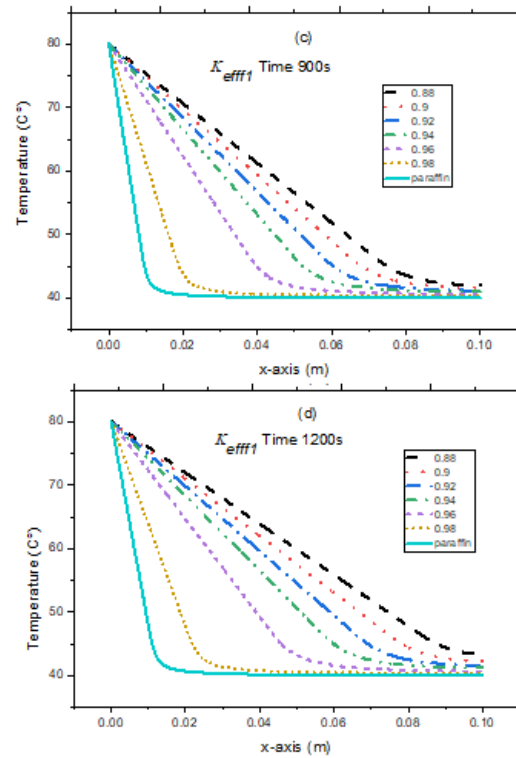 (c)
K_efff1 Time 900s
0.88
0.9
0.92
0.94
0.96
0.98
paraffin
80
70
60
50
40
Temperature (C°)
0.00 0.02 0.04 0.06 0.08 0.10
x-axis (m)
(d)
K_efff1 Time 1200s
0.88
0.9
0.92
0.94
0.96
0.98
paraffin
80
70
60
50
40
Temperature (C°)
0.00 0.02 0.04 0.06 0.08 0.10
x-axis (m)